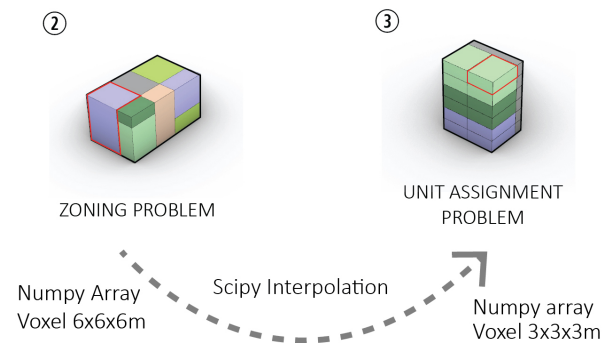 ②
③
ZONING PROBLEM
UNIT ASSIGNMENT
PROBLEM
Numpy Array
Voxel 6x6x6m
Scipy Interpolation
Numpy array
Voxel 3x3x3m